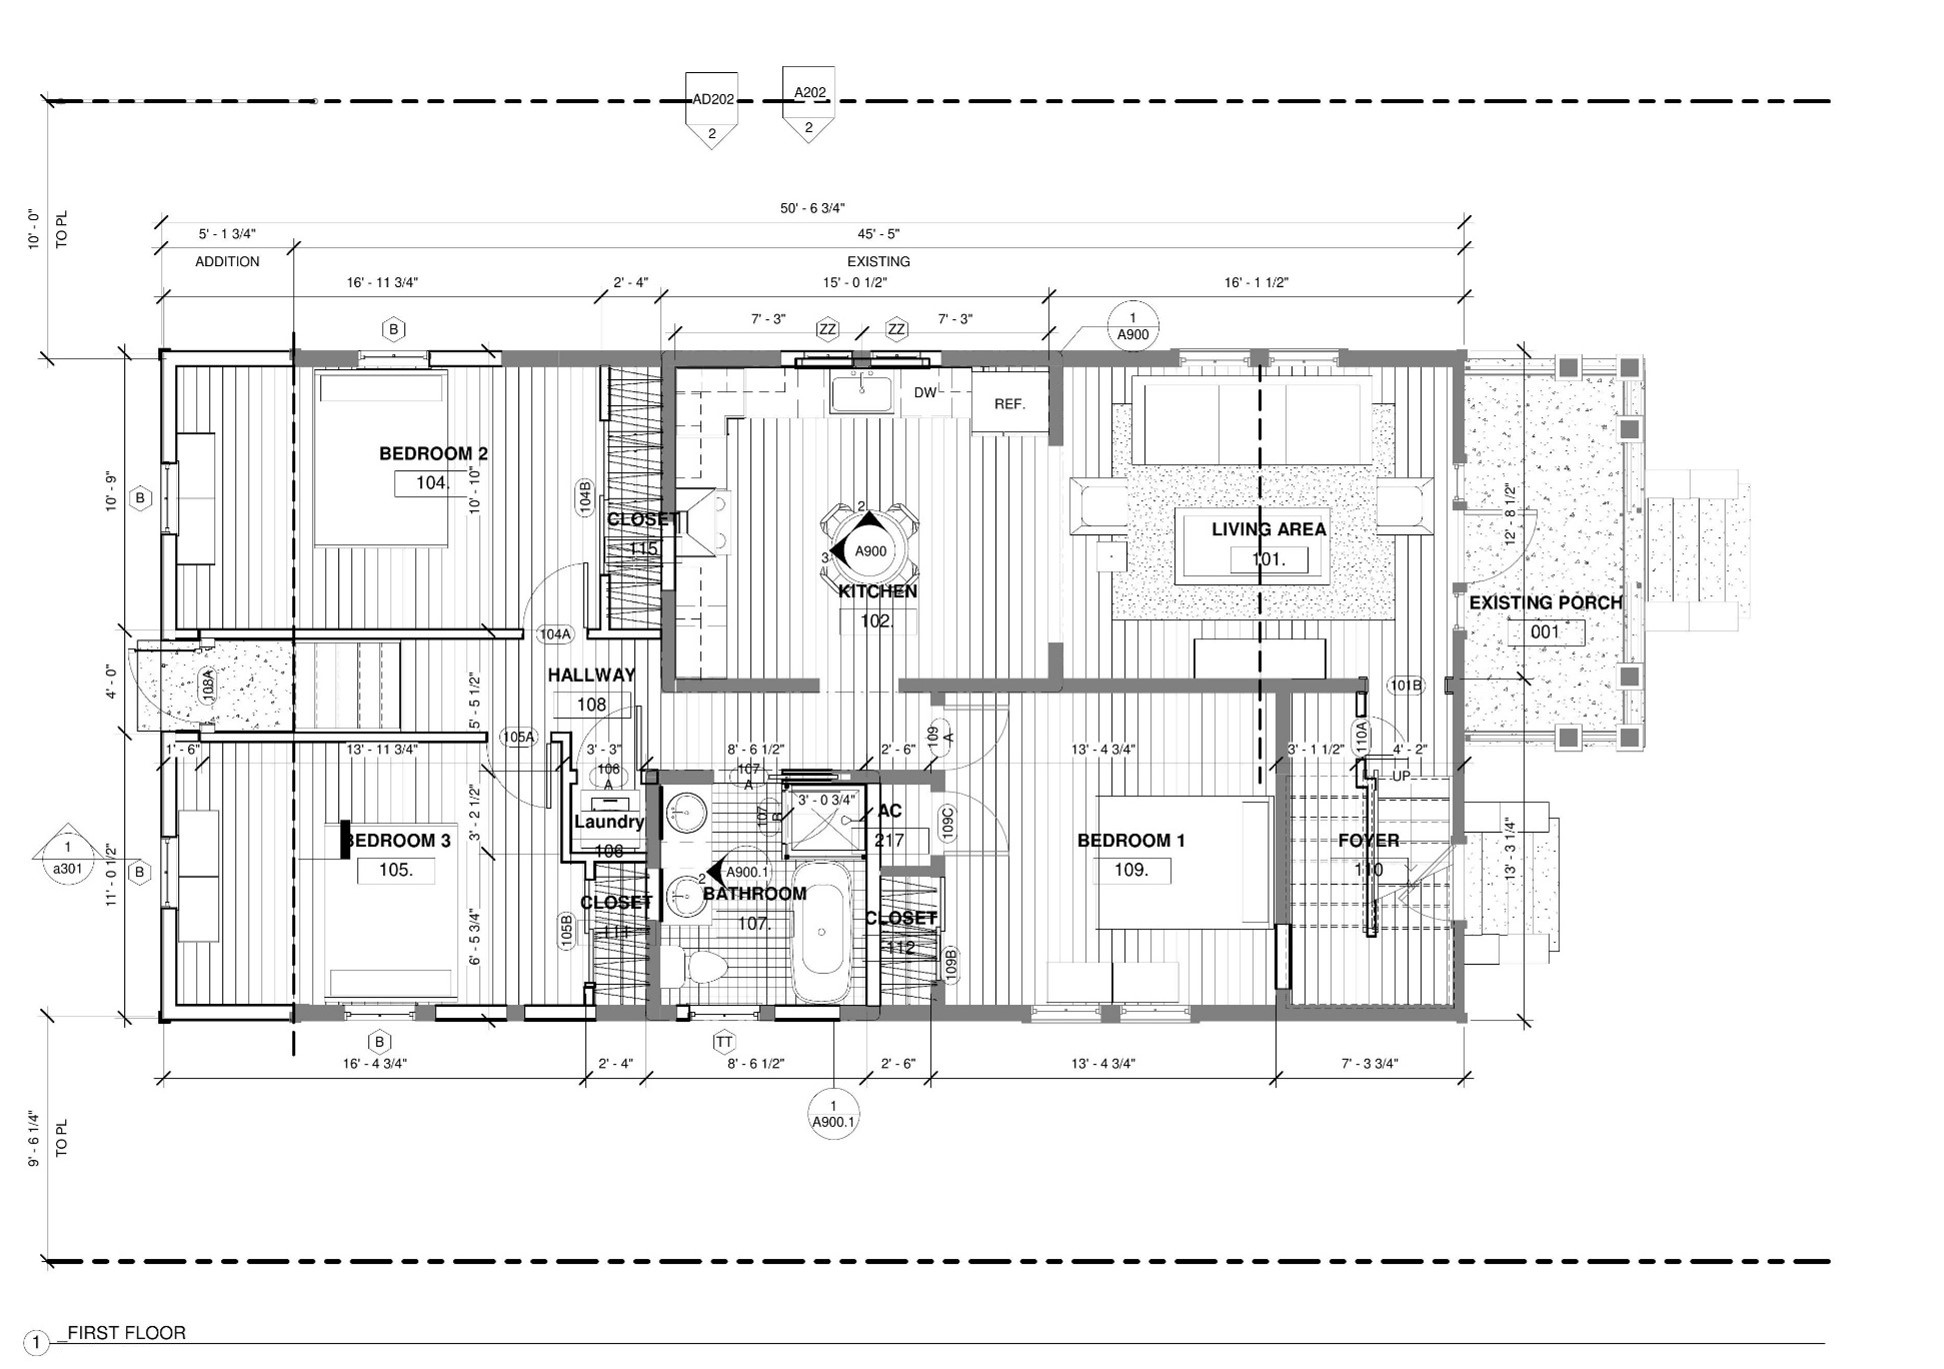 AD202
2
A202
2
10' - 0"
TO PL
50' - 6 3/4"
5' - 1 3/4"
45' - 5"
ADDITION
EXISTING
16' - 11 3/4"
2' - 4"
15' - 0 1/2"
16' - 1 1/2"
7' - 3"
7' - 3"
B
ZZ
ZZ
1
A900
DW
REF.
BEDROOM 2
104.
10' - 9"
B
10' - 10"
104B
CLOSET
115
2
3
A900
KITCHEN
102.
LIVING AREA
101.
12' - 8 1/2"
EXISTING PORCH
001
104A
4' - 0"
108A
HALLWAY
108
5' - 5 1/2"
101B
105A
109
A
110A
1' - 6"
13' - 11 3/4"
3' - 3"
8' - 6 1/2"
2' - 6"
13' - 4 3/4"
3' - 1 1/2"
4' - 2"
UP
106
A
107
A
3' - 0 3/4"
107
B
AC
217
109C
Laundry
106
3' - 2 1/2"
1
a301
B
11' - 0 1/2"
BEDROOM 3
105.
2
A900.1
BATHROOM
107.
BEDROOM 1
109.
FOYER
110
13' - 3 1/4"
CLOSET
111
105B
6' - 5 3/4"
CLOSET
112
109B
B
TT
16' - 4 3/4"
2' - 4"
8' - 6 1/2"
2' - 6"
13' - 4 3/4"
7' - 3 3/4"
1
A900.1
9' - 6 1/4"
TO PL
1
_FIRST FLOOR